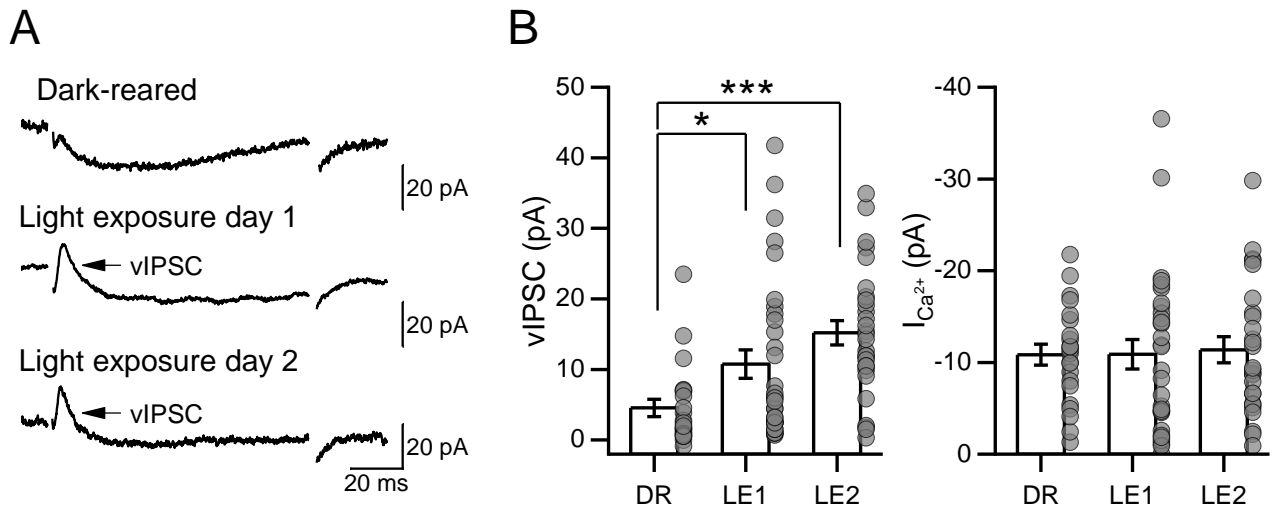 A
Dark-reared
20 pA
Light exposure day 1
vIPSC
20 pA
Light exposure day 2
vIPSC
20 pA
20 ms
B
vIPSC (pA)
50
40
30
20
10
0
***
*
DR LE1 LE2
I Ca²⁺ (pA)
-40
-30
-20
-10
0
DR LE1 LE2